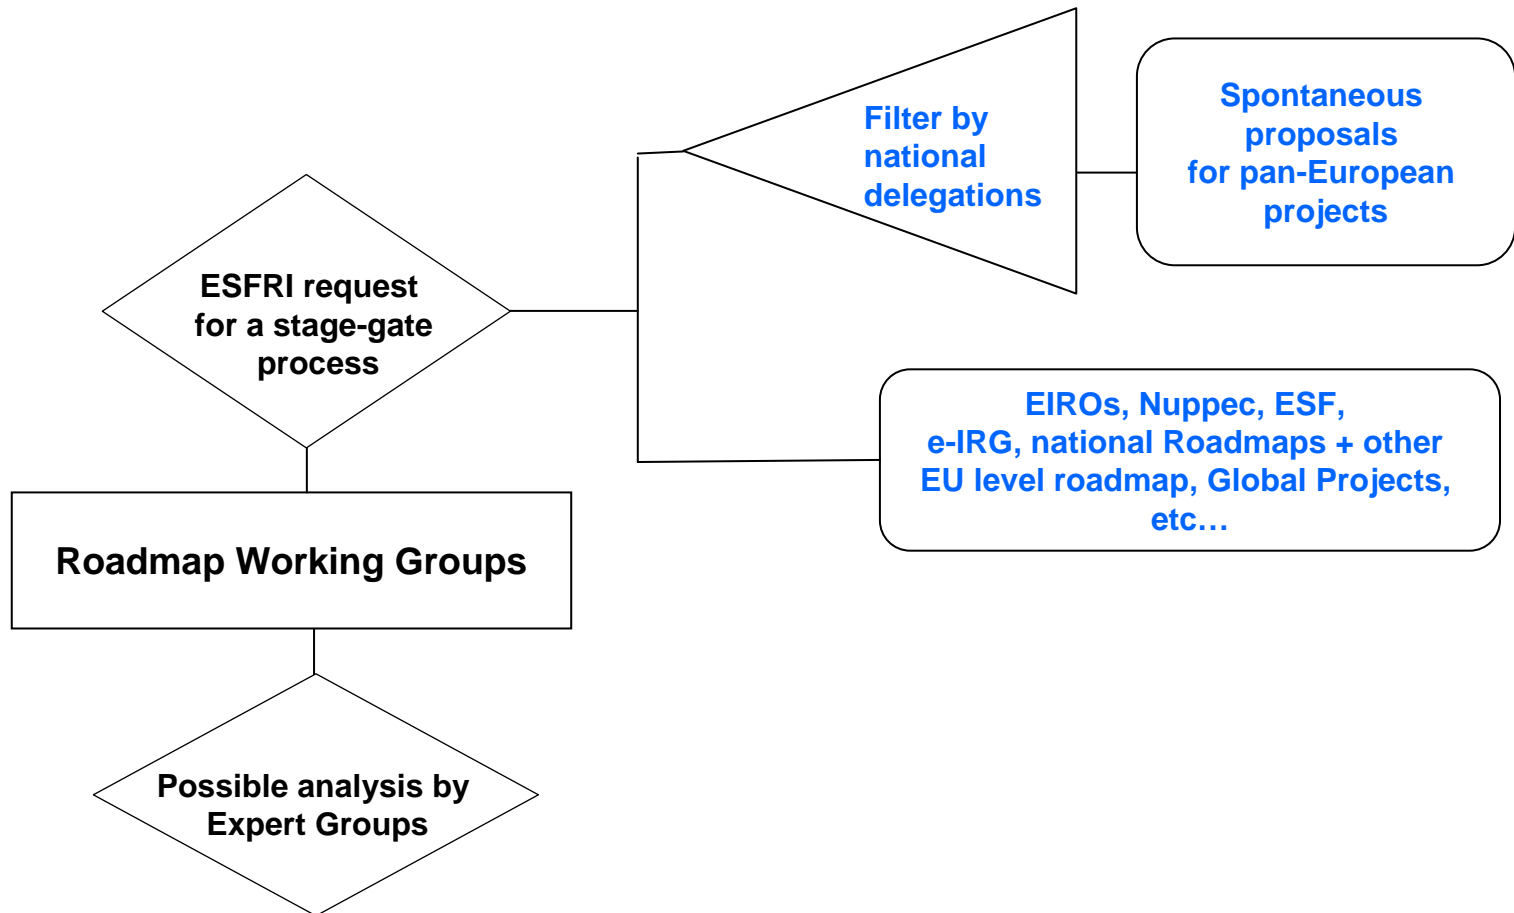 Filter by
national
delegations
Spontaneous
proposals
for pan-European
projects
ESFRI request
for a stage-gate
process
EIROs, Nuppec, ESF,
e-IRG, national Roadmaps + other
EU level roadmap, Global Projects,
etc…
Roadmap Working Groups
Possible analysis by
Expert Groups